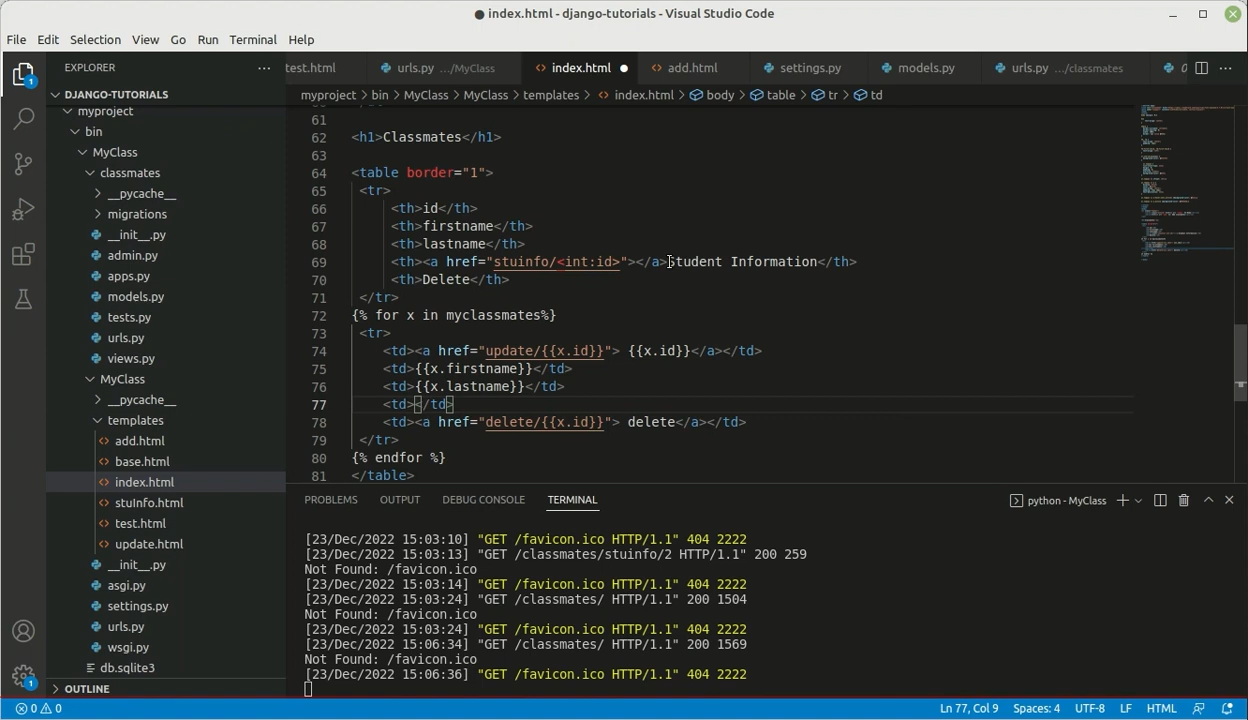 index.html - django-tutorials - Visual Studio Code
File Edit Selection View Go Run Terminal Help
EXPLORER ···
test.html urls.py .../MyClass index.html add.html settings.py models.py urls.py .../classmates
DJANGO-TUTORIALS
myproject > bin > MyClass > MyClass > templates > index.html > body > table > tr > td
myproject
bin
MyClass
classmates
__pycache__
migrations
__init__.py
admin.py
apps.py
models.py
tests.py
urls.py
views.py
MyClass
__pycache__
templates
add.html
base.html
index.html
stuInfo.html
test.html
update.html
__init__.py
asgi.py
settings.py
urls.py
wsgi.py
db.sqlite3
OUTLINE
61
62 <h1>Classmates</h1>
63
64 <table border="1">
65 <tr>
66 <th>id</th>
67 <th>firstname</th>
68 <th>lastname</th>
69 <th><a href="stuinfo/<int:id>"></a>Student Information</th>
70 <th>Delete</th>
71 </tr>
72 {% for x in myclassmates%}
73 <tr>
74 <td><a href="update/{{x.id}}"> {{x.id}}</a></td>
75 <td>{{x.firstname}}</td>
76 <td>{{x.lastname}}</td>
77 <td></td>
78 <td><a href="delete/{{x.id}}"> delete</a></td>
79 </tr>
80 {% endfor %}
81 </table>
PROBLEMS OUTPUT DEBUG CONSOLE TERMINAL python - MyClass
[23/Dec/2022 15:03:10] "GET /favicon.ico HTTP/1.1" 404 2222
[23/Dec/2022 15:03:13] "GET /classmates/stuinfo/2 HTTP/1.1" 200 259
Not Found: /favicon.ico
[23/Dec/2022 15:03:14] "GET /favicon.ico HTTP/1.1" 404 2222
[23/Dec/2022 15:03:24] "GET /classmates/ HTTP/1.1" 200 1504
Not Found: /favicon.ico
[23/Dec/2022 15:03:24] "GET /favicon.ico HTTP/1.1" 404 2222
[23/Dec/2022 15:06:34] "GET /classmates/ HTTP/1.1" 200 1569
Not Found: /favicon.ico
[23/Dec/2022 15:06:36] "GET /favicon.ico HTTP/1.1" 404 2222
0 0 Ln 77, Col 9 Spaces: 4 UTF-8 LF HTML